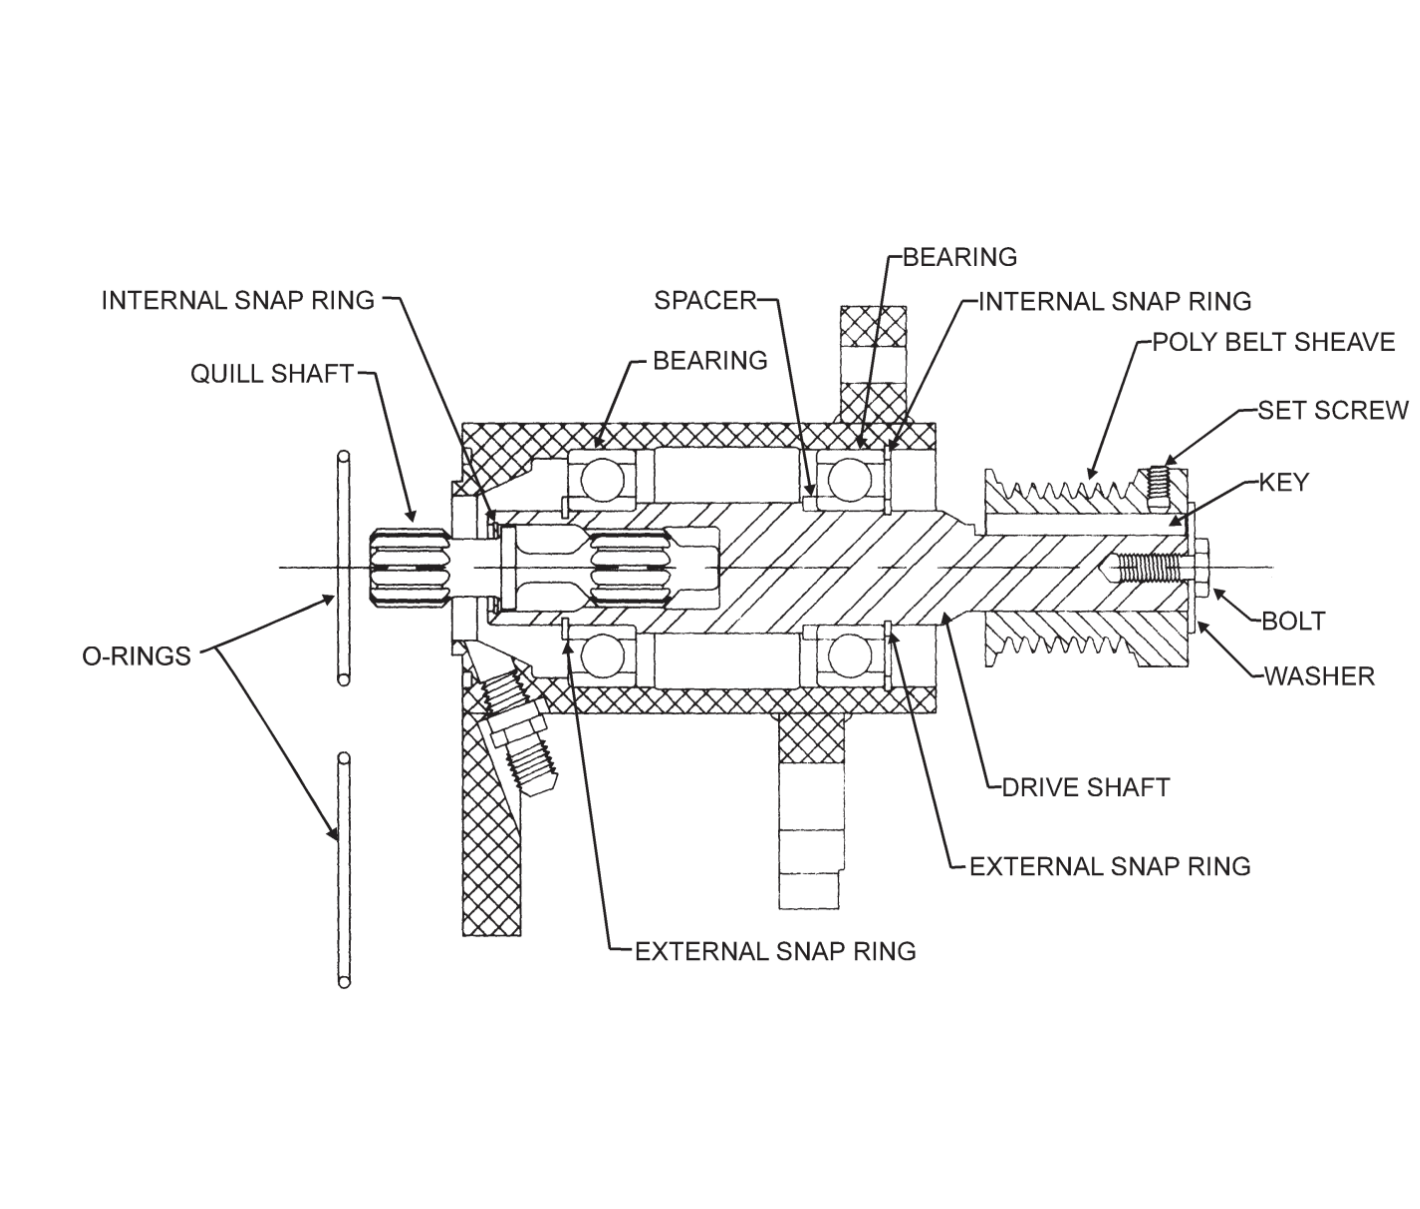 BEARING
INTERNAL SNAP RING
SPACER
INTERNAL SNAP RING
POLY BELT SHEAVE
BEARING
QUILL SHAFT
SET SCREW
KEY
BOLT
O-RINGS
WASHER
DRIVE SHAFT
EXTERNAL SNAP RING
EXTERNAL SNAP RING